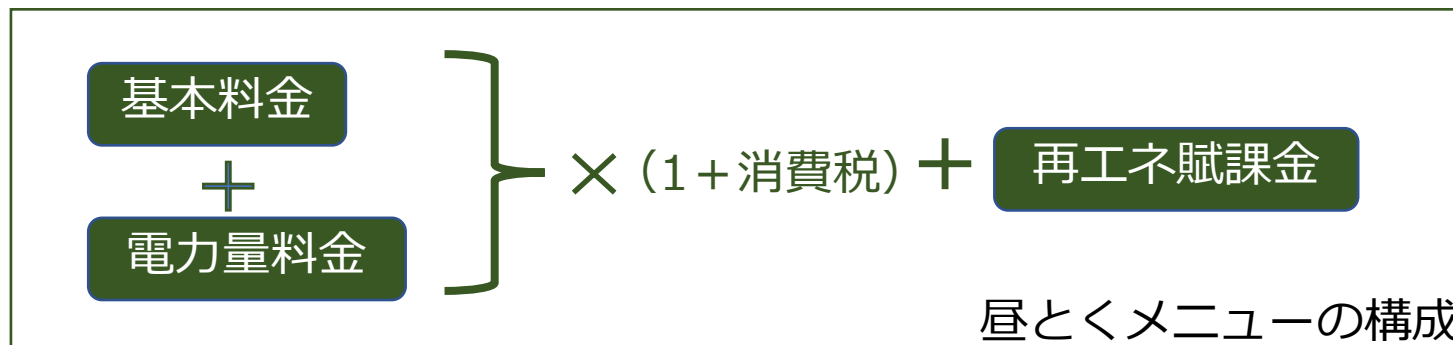 基本料金
+
電力量料金
×(1+消費税)+ 再エネ賦課金
昼とくメニューの構成